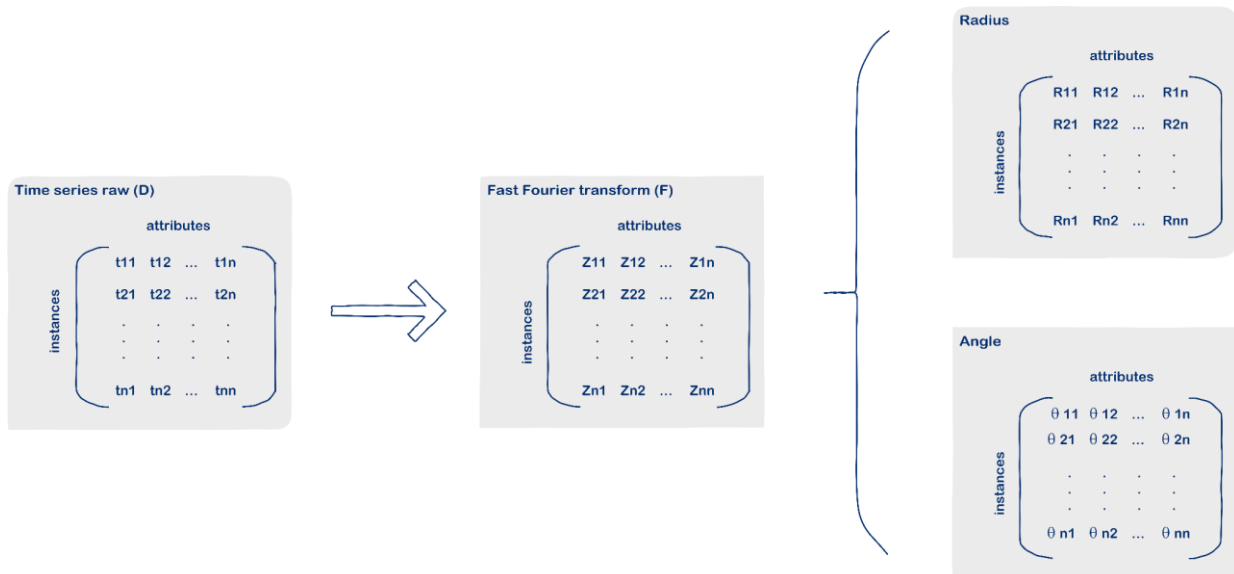 Time series raw (D)
attributes
instances
t11 t12 ... t1n
t21 t22 ... t2n
. . . .
. . . .
. . . .
tn1 tn2 ... tnn
Fast Fourier transform (F)
attributes
instances
Z11 Z12 ... Z1n
Z21 Z22 ... Z2n
. . . .
. . . .
. . . .
Zn1 Zn2 ... Znn
Radius
attributes
instances
R11 R12 ... R1n
R21 R22 ... R2n
. . . .
. . . .
. . . .
Rn1 Rn2 ... Rnn
Angle
attributes
instances
θ 11 θ 12 ... θ 1n
θ 21 θ 22 ... θ 2n
. . . .
. . . .
. . . .
θ n1 θ n2 ... θ nn